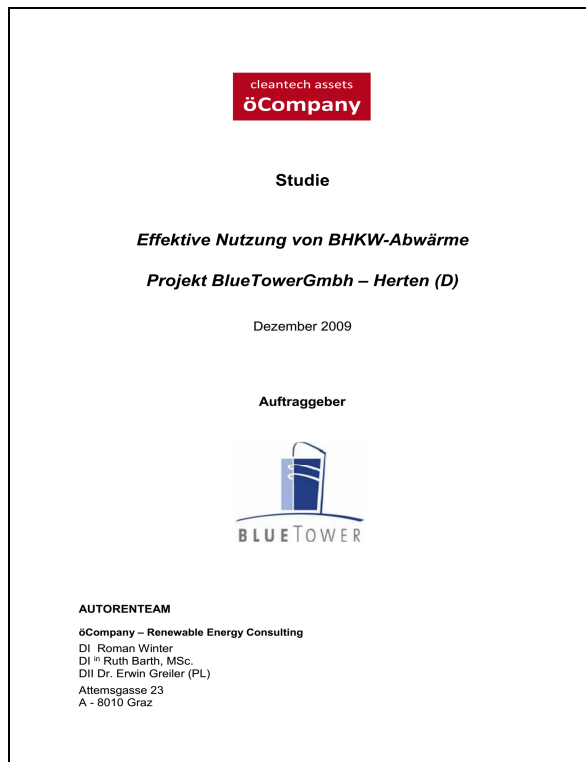 cleantech assets
öCompany
Studie
Effektive Nutzung von BHKW-Abwärme
Projekt BlueTowerGmbh – Herten (D)
Dezember 2009
Auftraggeber
BLUETOWER
AUTORENTEAM
öCompany – Renewable Energy Consulting
DI Roman Winter
DI in Ruth Barth, MSc.
DII Dr. Erwin Greiler (PL)
Attemsgasse 23
A - 8010 Graz